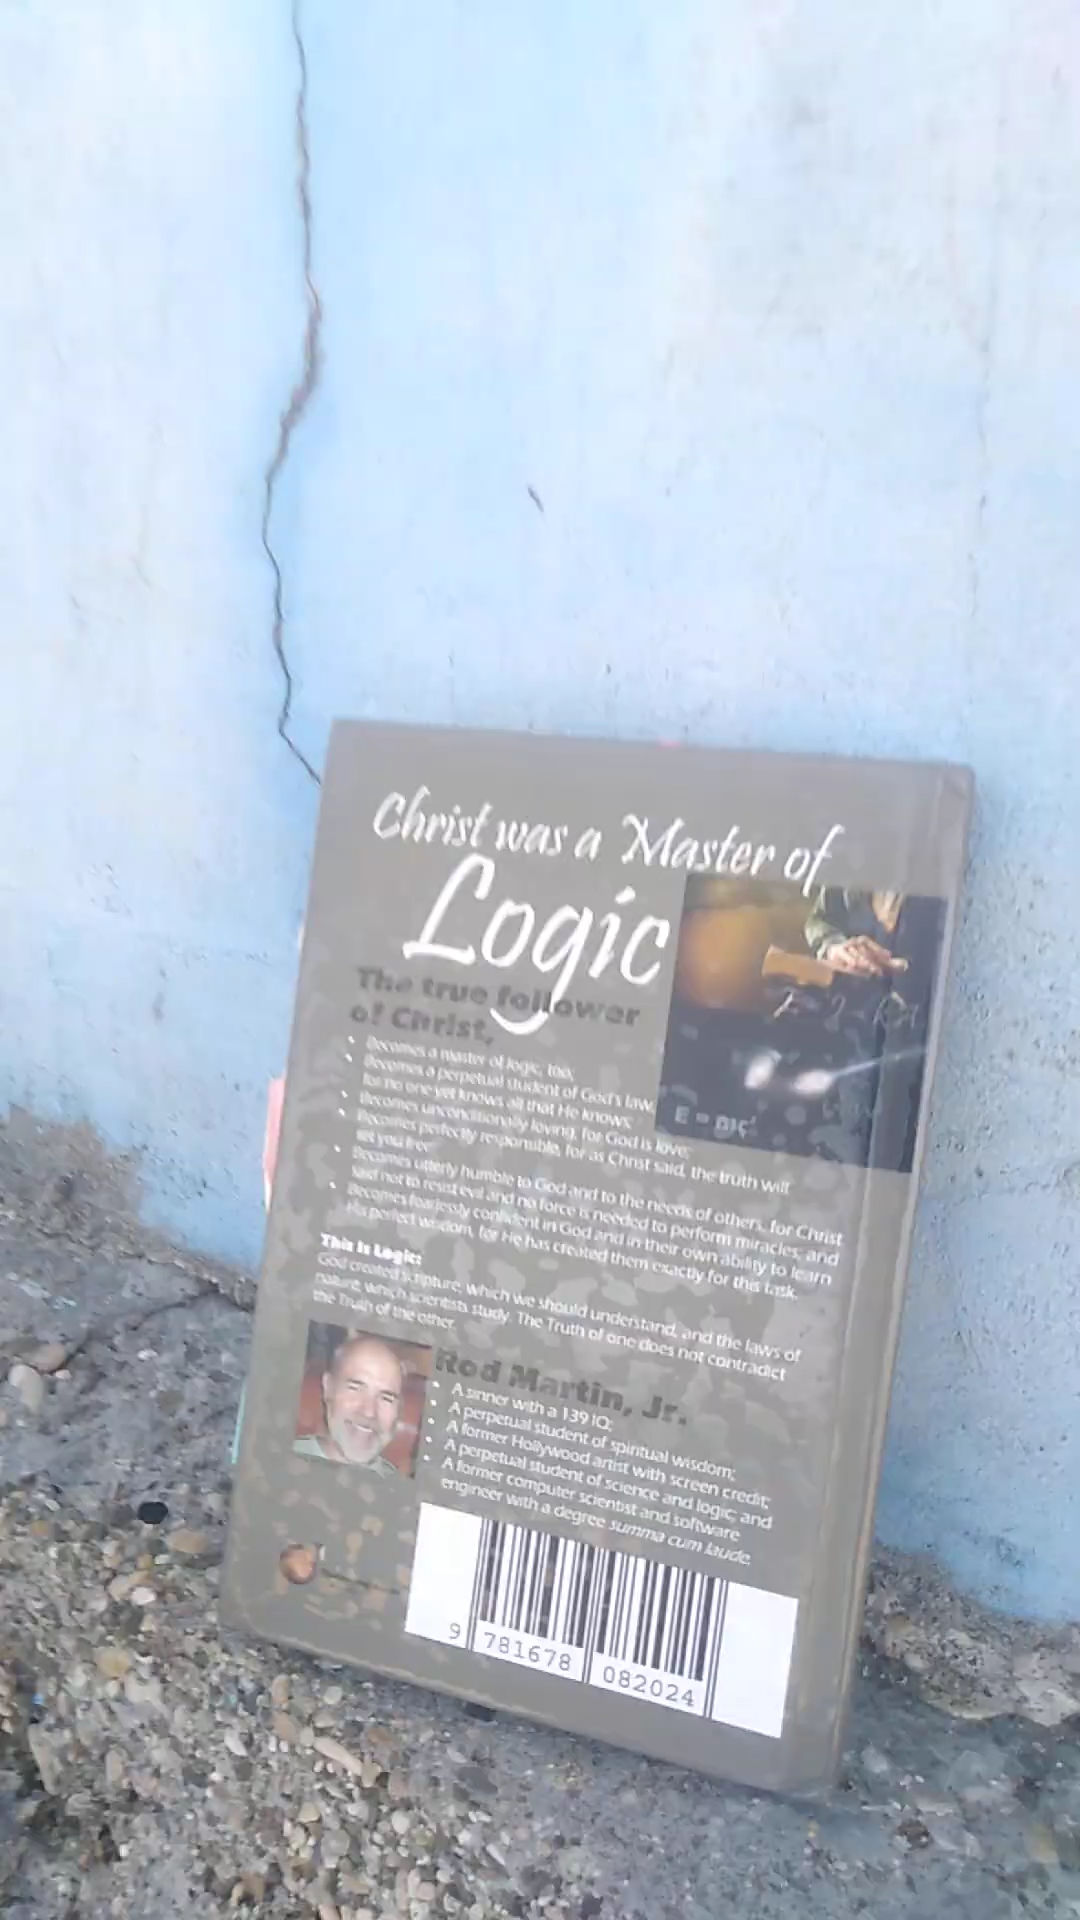 Christ was a Master of
Logic
The true follower
of Christ,
• Becomes a master of logic, too;
• Becomes a perpetual student of God's law,
for no one yet knows all that He knows;
• Becomes unconditionally loving, for God is love;
• Becomes perfectly responsible, for as Christ said, the truth will
set you free;
• Becomes utterly humble to God and to the needs of others, for Christ
said not to resist evil and no force is needed to perform miracles; and
• Becomes fearlessly confident in God and in their own ability to learn
His perfect wisdom, for He has created them exactly for this task.
This Is Logic:
God created scripture, which we should understand, and the laws of
nature, which scientists study. The Truth of one does not contradict
the Truth of the other.
Rod Martin, Jr.
• A sinner with a 139 IQ;
• A perpetual student of spiritual wisdom;
• A former Hollywood artist with screen credit;
• A perpetual student of science and logic; and
• A former computer scientist and software
engineer with a degree summa cum laude.
E = mc²
9 781678 082024